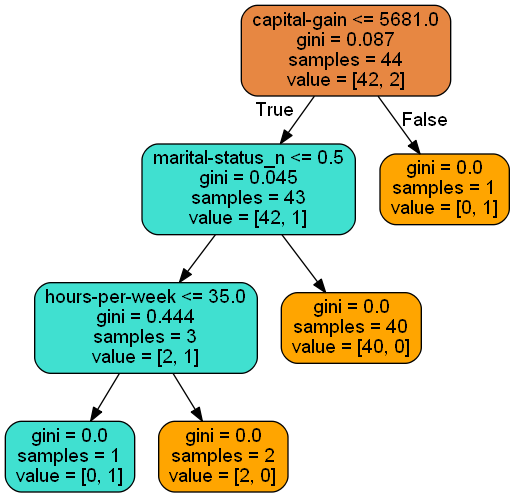 capital-gain <= 5681.0
gini = 0.087
samples = 44
value = [42, 2]
True
False
marital-status_n <= 0.5
gini = 0.045
samples = 43
value = [42, 1]
gini = 0.0
samples = 1
value = [0, 1]
hours-per-week <= 35.0
gini = 0.444
samples = 3
value = [2, 1]
gini = 0.0
samples = 40
value = [40, 0]
gini = 0.0
samples = 1
value = [0, 1]
gini = 0.0
samples = 2
value = [2, 0]